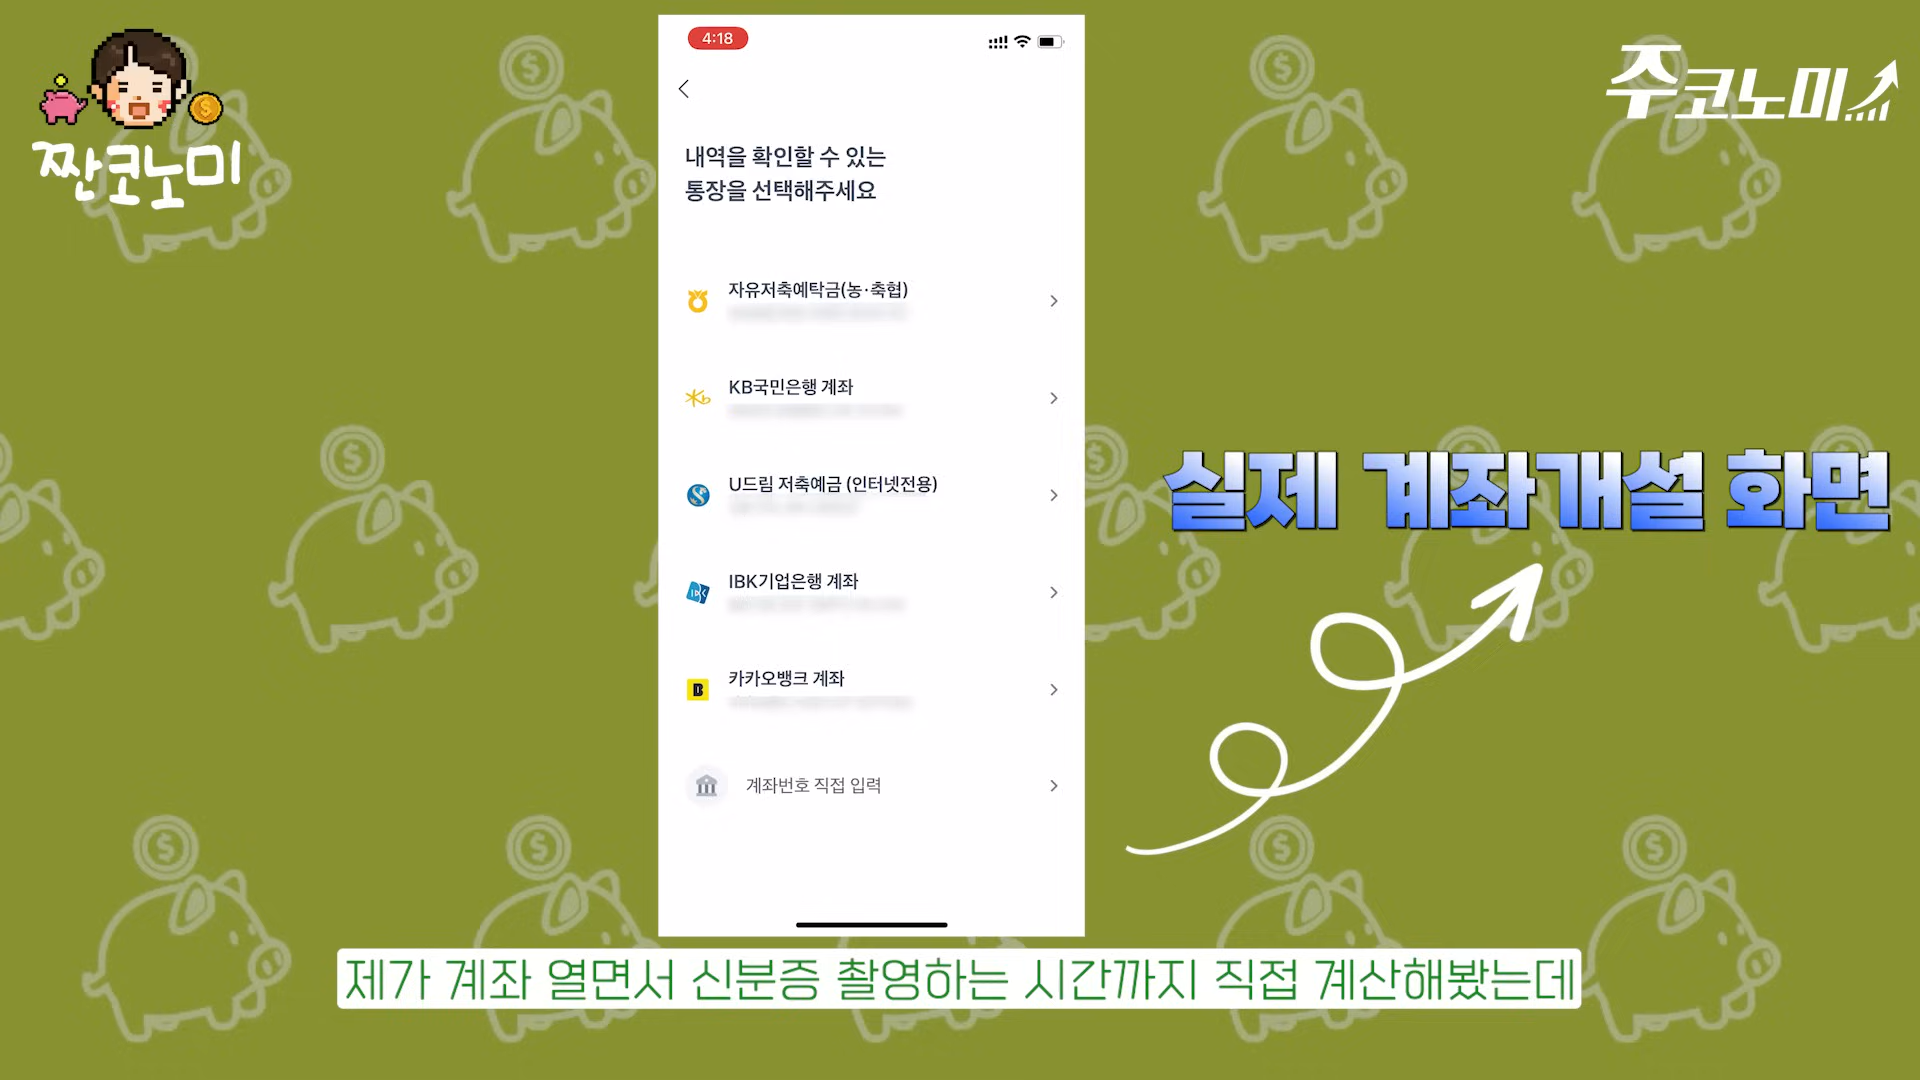 짠코노미
주코노미
4:18
내역을 확인할 수 있는
통장을 선택해주세요
자유저축예탁금(농·축협)
KB국민은행 계좌
U드림 저축예금 (인터넷전용)
IBK기업은행 계좌
카카오뱅크 계좌
계좌번호 직접 입력
실제 계좌개설 화면
제가 계좌 열면서 신분증 촬영하는 시간까지 직접 계산해봤는데